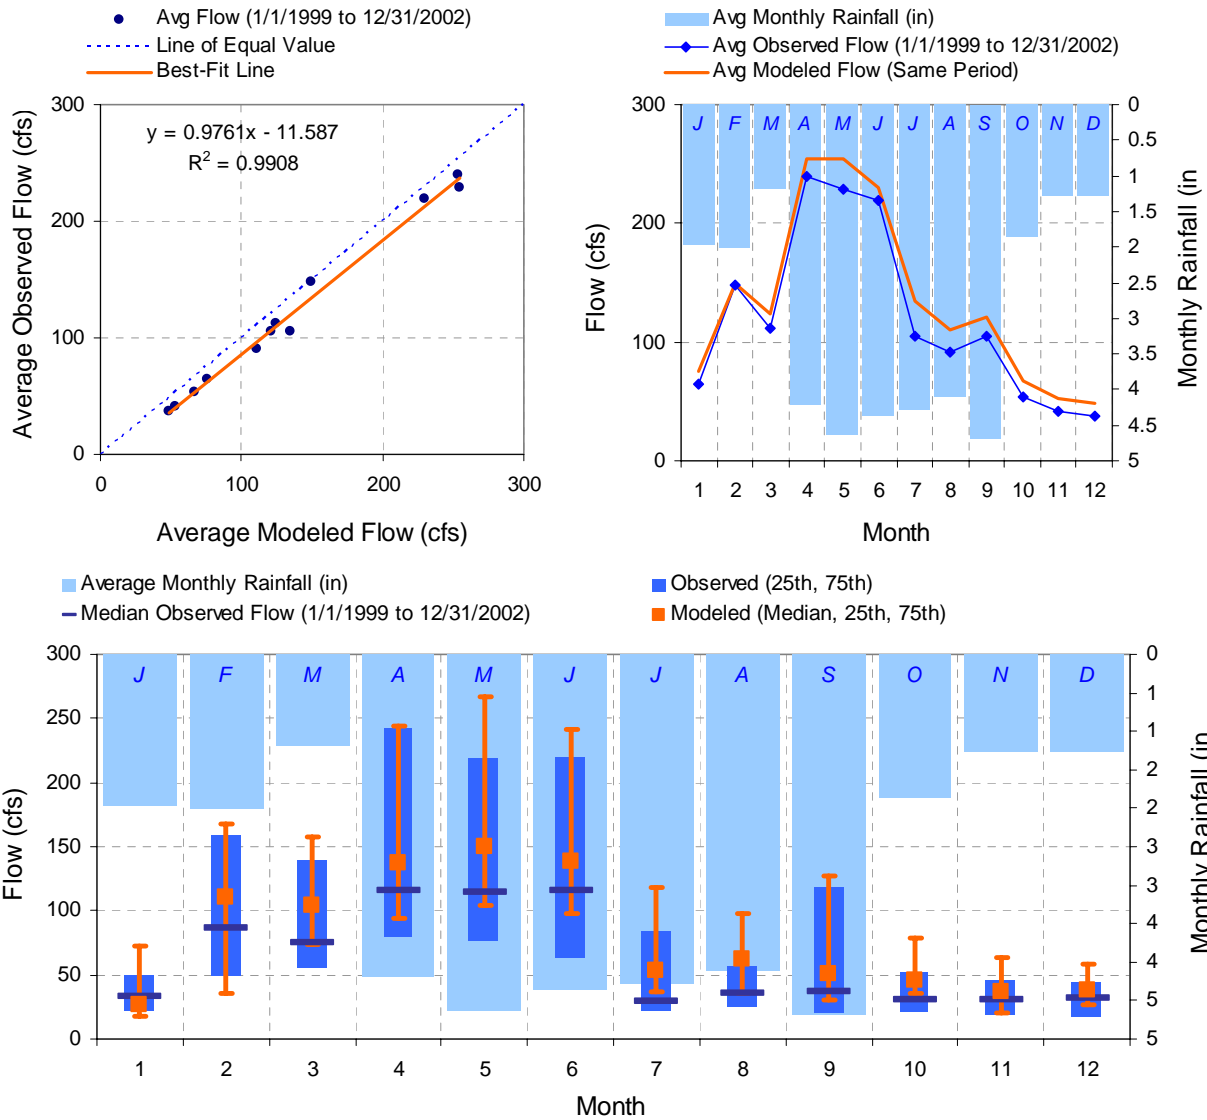 Avg Flow (1/1/1999 to 12/31/2002)
Line of Equal Value
Best-Fit Line
y = 0.9761x - 11.587
R² = 0.9908
300
200
100
0
0 100 200 300
Average Observed Flow (cfs)
Average Modeled Flow (cfs)
Avg Monthly Rainfall (in)
Avg Observed Flow (1/1/1999 to 12/31/2002)
Avg Modeled Flow (Same Period)
J F M A M J J A S O N D
300
200
100
0
Flow (cfs)
0
0.5
1
1.5
2
2.5
3
3.5
4
4.5
5
Monthly Rainfall (in
1 2 3 4 5 6 7 8 9 10 11 12
Month
Average Monthly Rainfall (in)
Median Observed Flow (1/1/1999 to 12/31/2002)
Observed (25th, 75th)
Modeled (Median, 25th, 75th)
J F M A M J J A S O N D
300
250
200
150
100
50
0
Flow (cfs)
0
1
1
2
2
3
3
4
4
5
5
Monthly Rainfall (in
1 2 3 4 5 6 7 8 9 10 11 12
Month